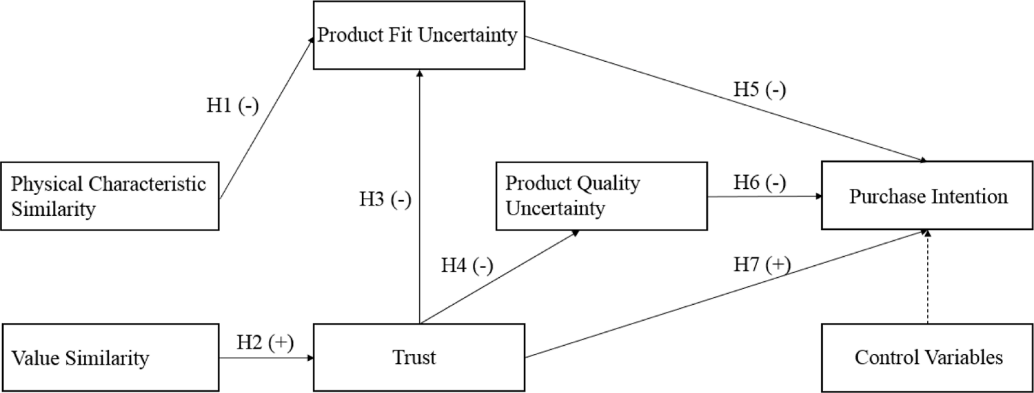 Product Fit Uncertainty
H1 (-)
H5 (-)
Physical Characteristic
Similarity
H3 (-)
Product Quality
Uncertainty
H6 (-)
Purchase Intention
H4 (-)
H7 (+)
Value Similarity
H2 (+)
Trust
Control Variables